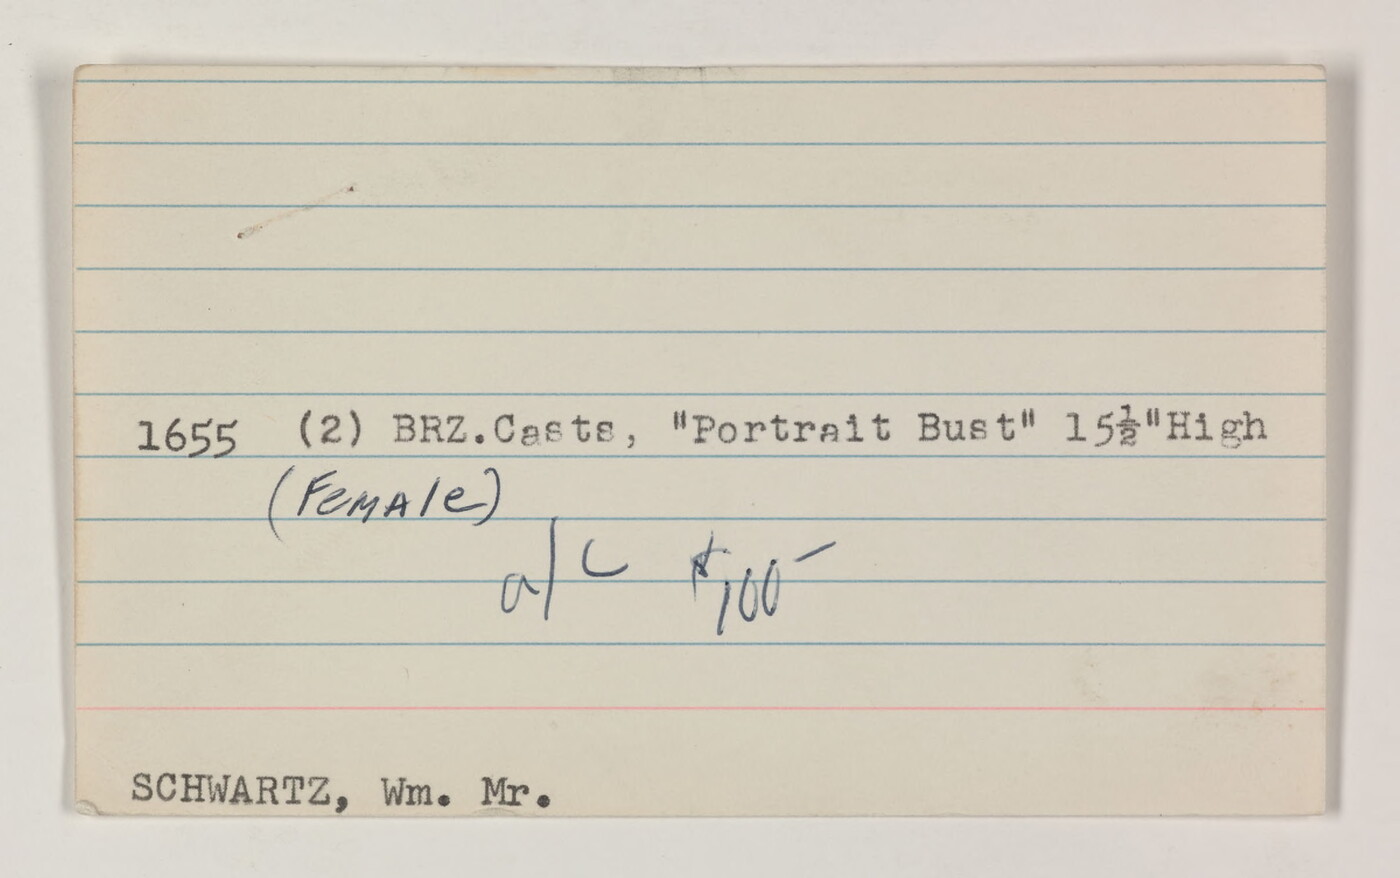 1655 (2) BRZ.Casts, "Portrait Bust" 15½"High
(Female)
a/c $100-
SCHWARTZ, Wm. Mr.